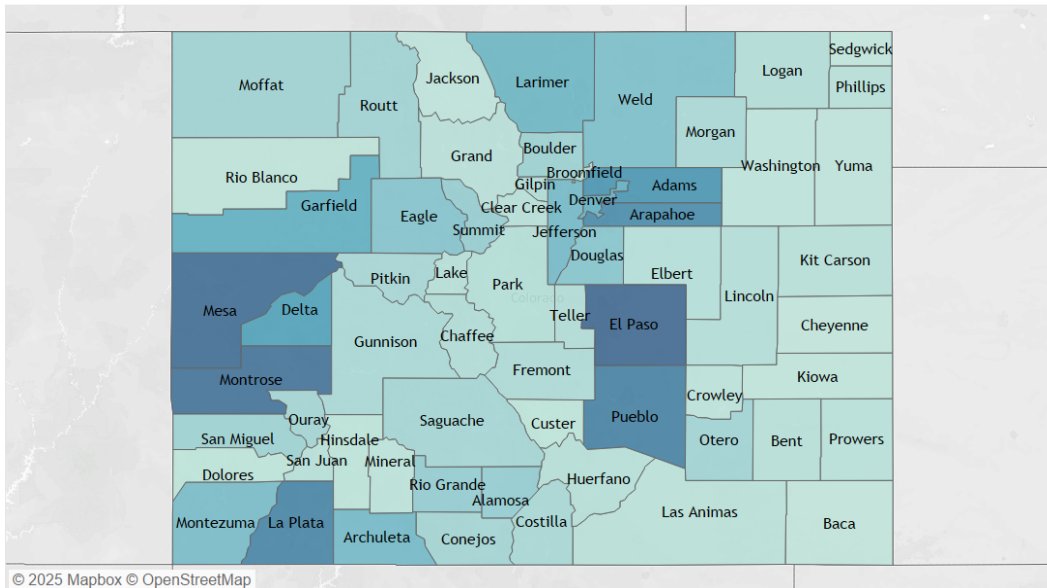 Sedgwick
Logan
Jackson
Moffat
Larimer
Phillips
Weld
Routt
Morgan
Boulder
Grand
Washington
Yuma
Broomfield
Rio Blanco
Gilpin
Adams
Denver
Garfield
Clear Creek
Eagle
Arapahoe
Summit
Jefferson
Douglas
Kit Carson
Lake
Elbert
Pitkin
Park
Lincoln
Colorado
Mesa
Delta
Teller
El Paso
Cheyenne
Chaffee
Gunnison
Fremont
Kiowa
Montrose
Crowley
Pueblo
Ouray
Saguache
Custer
San Miguel
Hinsdale
Otero
Bent
Prowers
San Juan
Mineral
Dolores
Huerfano
Rio Grande
Alamosa
Las Animas
Montezuma
La Plata
Costilla
Baca
Archuleta
Conejos
© 2025 Mapbox © OpenStreetMap